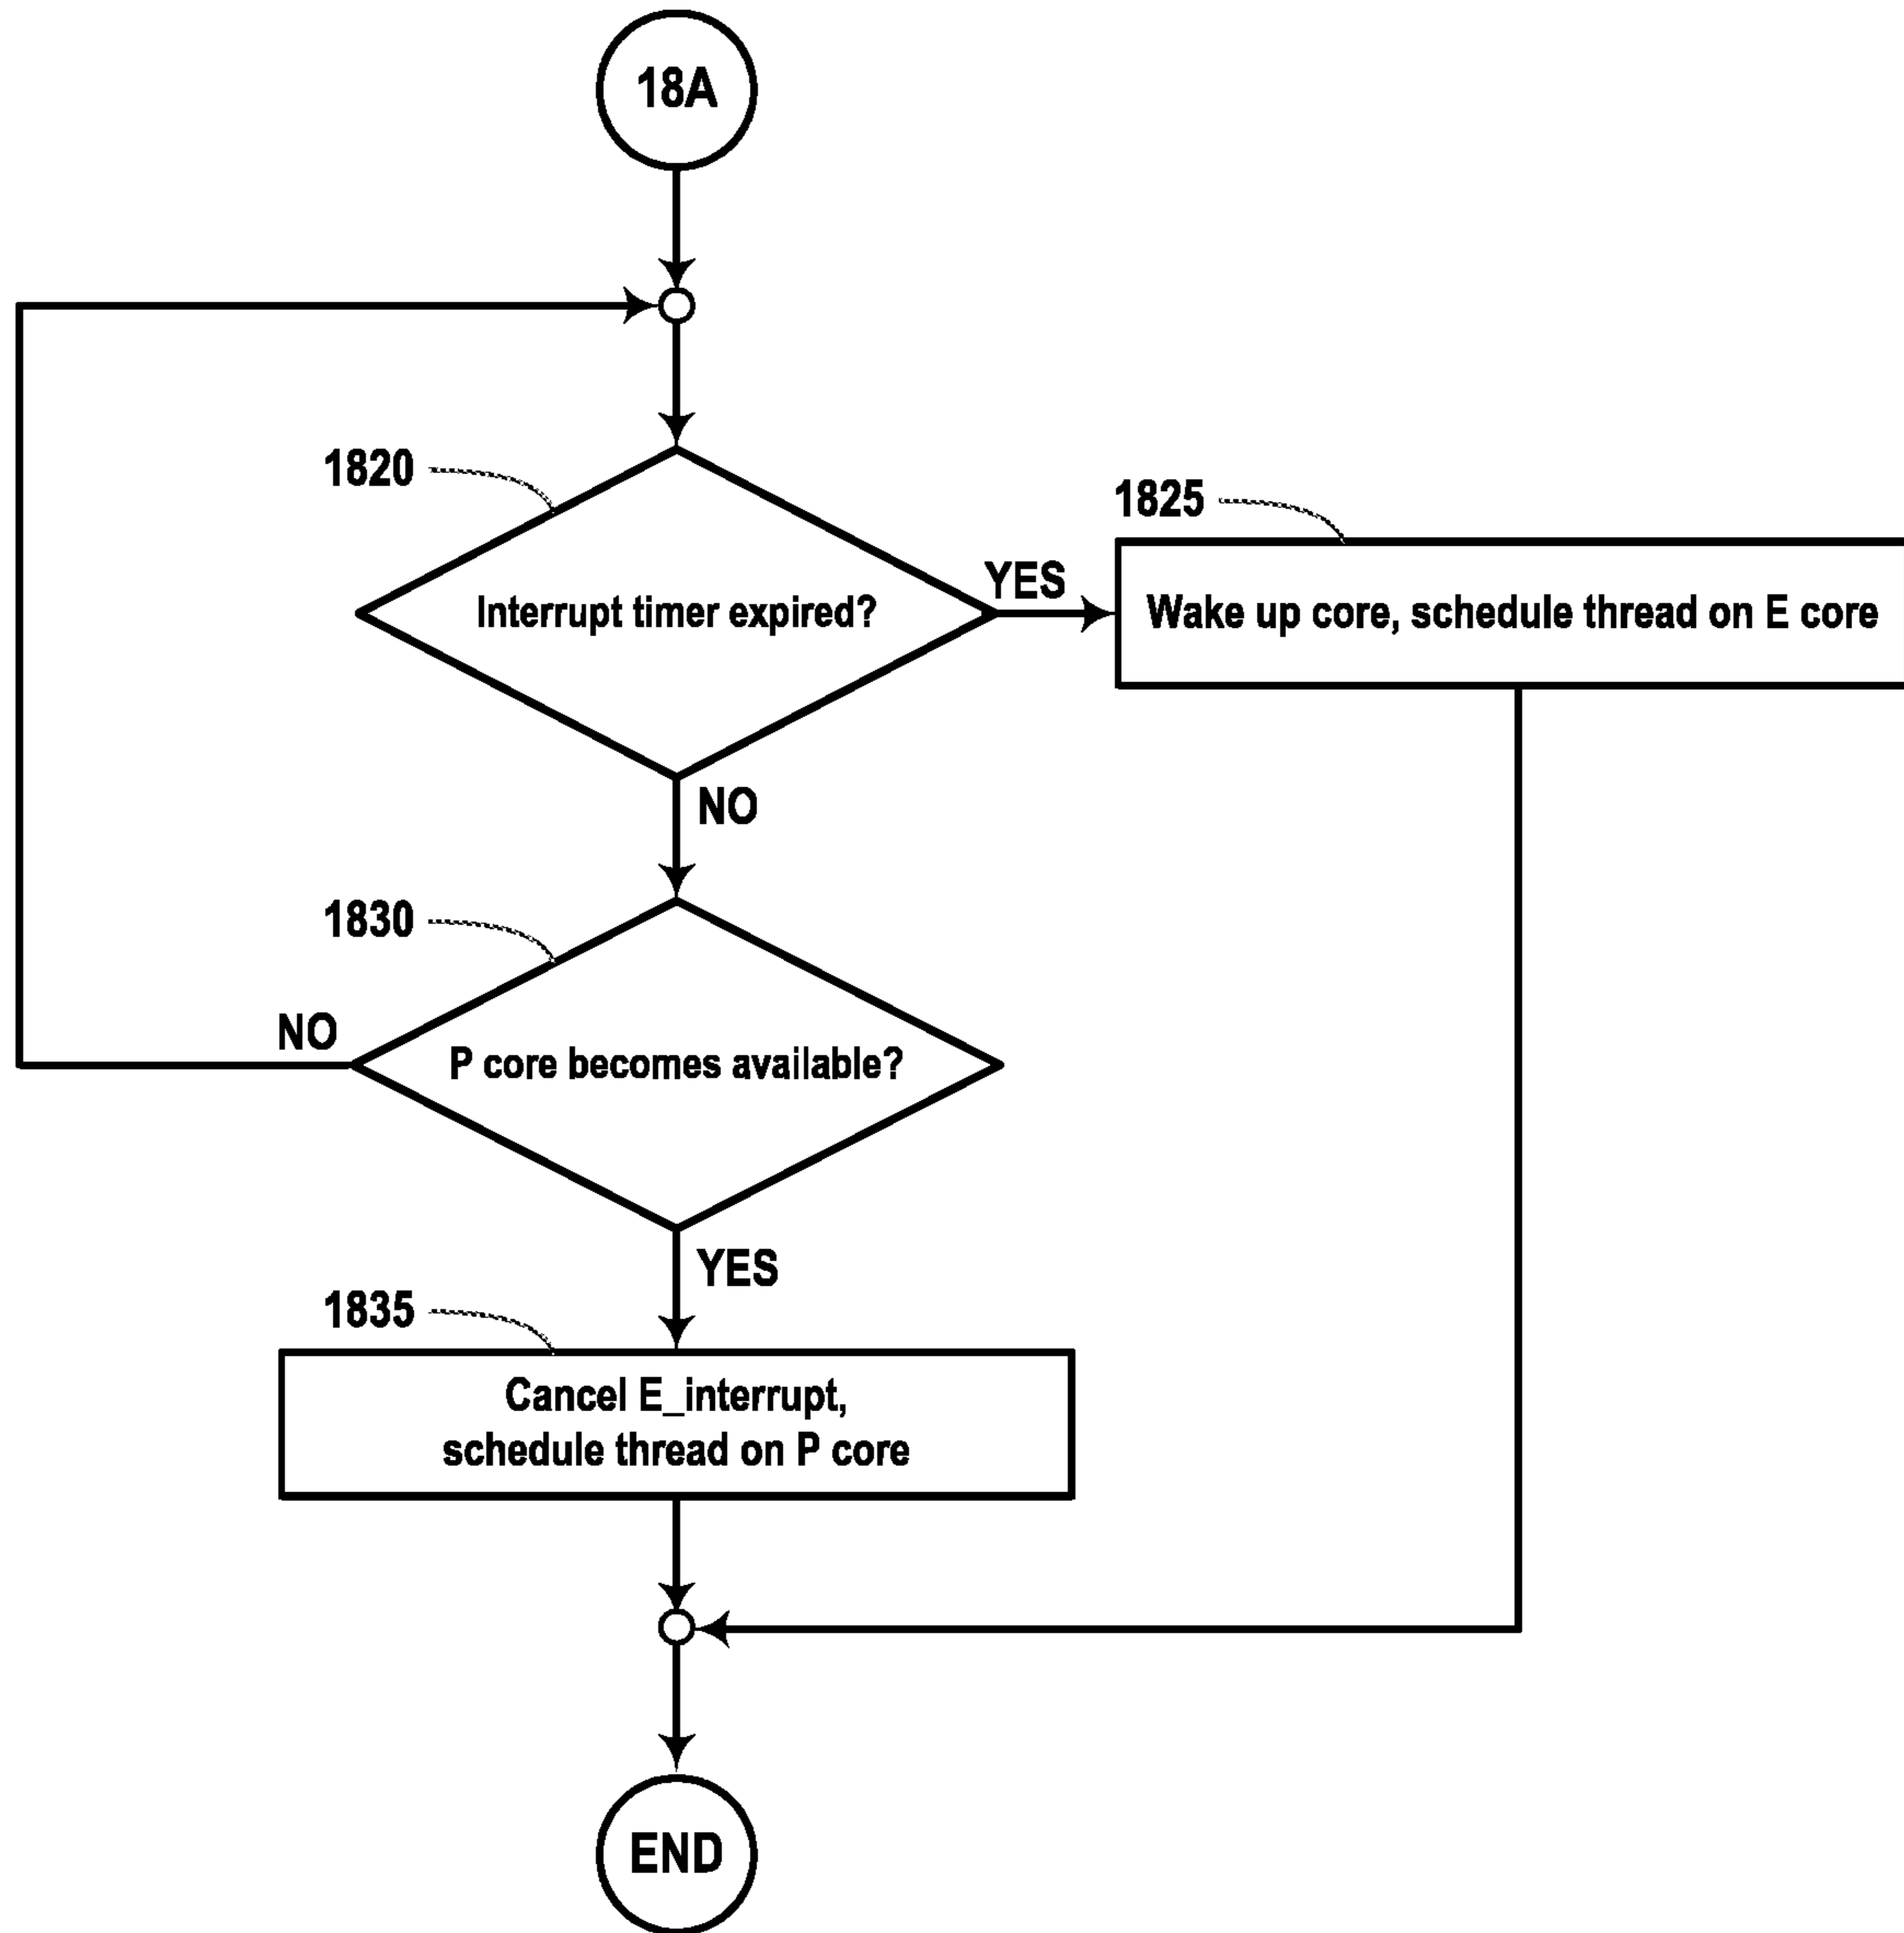 18A
1820
Interrupt timer expired?
YES
1825
Wake up core, schedule thread on E core
NO
1830
NO
P core becomes available?
YES
1835
Cancel E_interrupt,
schedule thread on P core
END